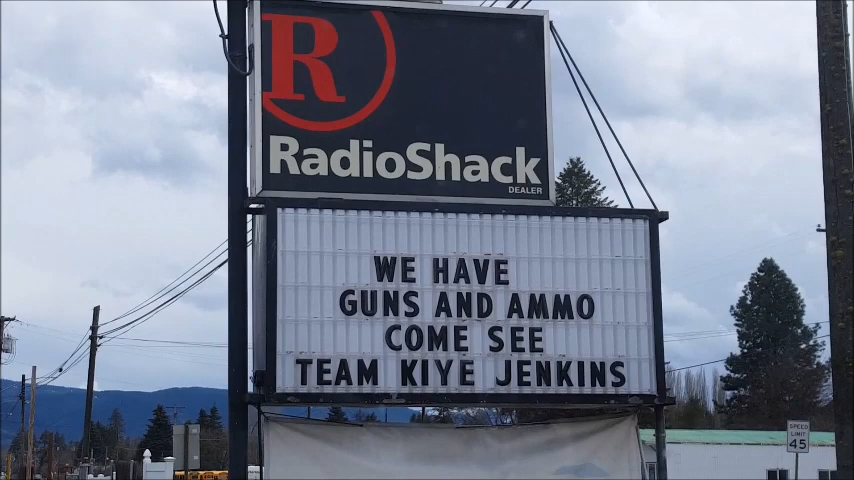 R
RadioShack
DEALER
WE HAVE
GUNS AND AMMO
COME SEE
TEAM KIYE JENKINS
SPEED
LIMIT
45